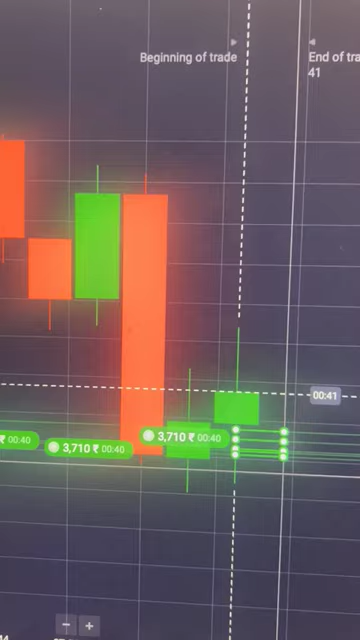 Beginning of trade
End of tra
41
00:41
₹ 00:40
3,710 ₹ 00:40
3,710 ₹ 00:40
− +